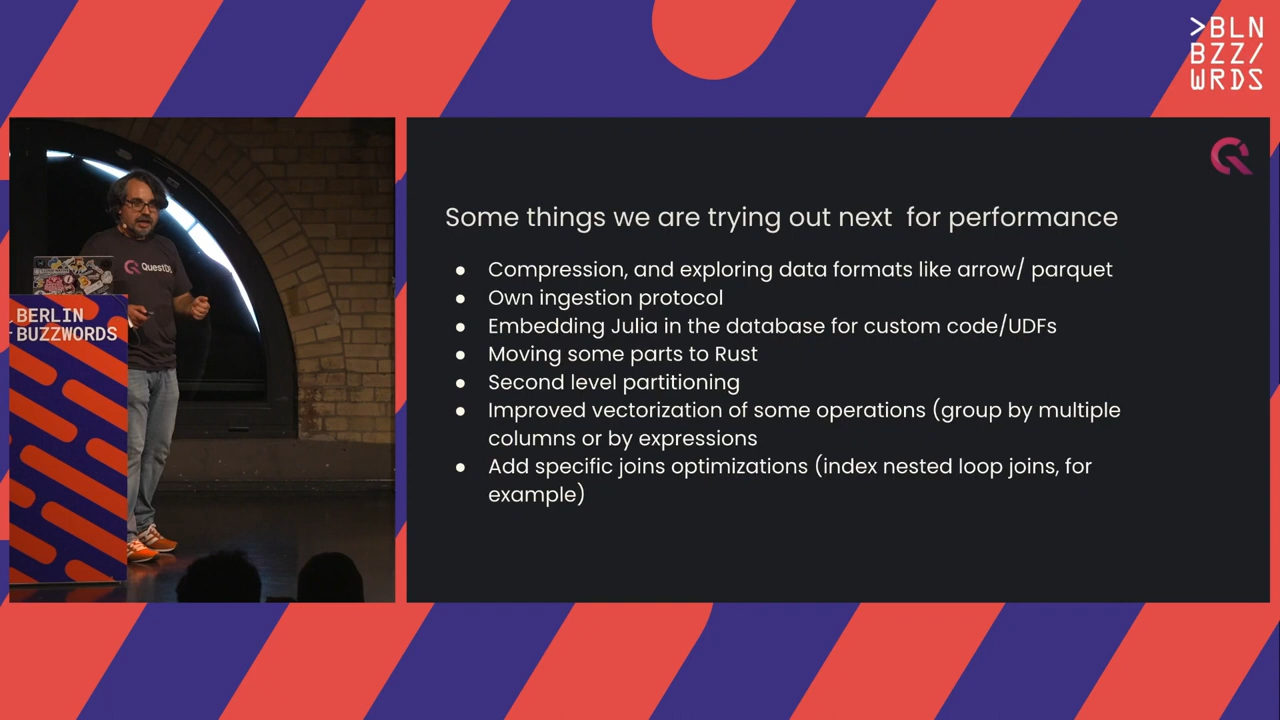 >BLN
BZZ/
WRDS
QuestDB
BERLIN
BUZZWORDS
Some things we are trying out next for performance
● Compression, and exploring data formats like arrow/ parquet
● Own ingestion protocol
● Embedding Julia in the database for custom code/UDFs
● Moving some parts to Rust
● Second level partitioning
● Improved vectorization of some operations (group by multiple
columns or by expressions
● Add specific joins optimizations (index nested loop joins, for
example)